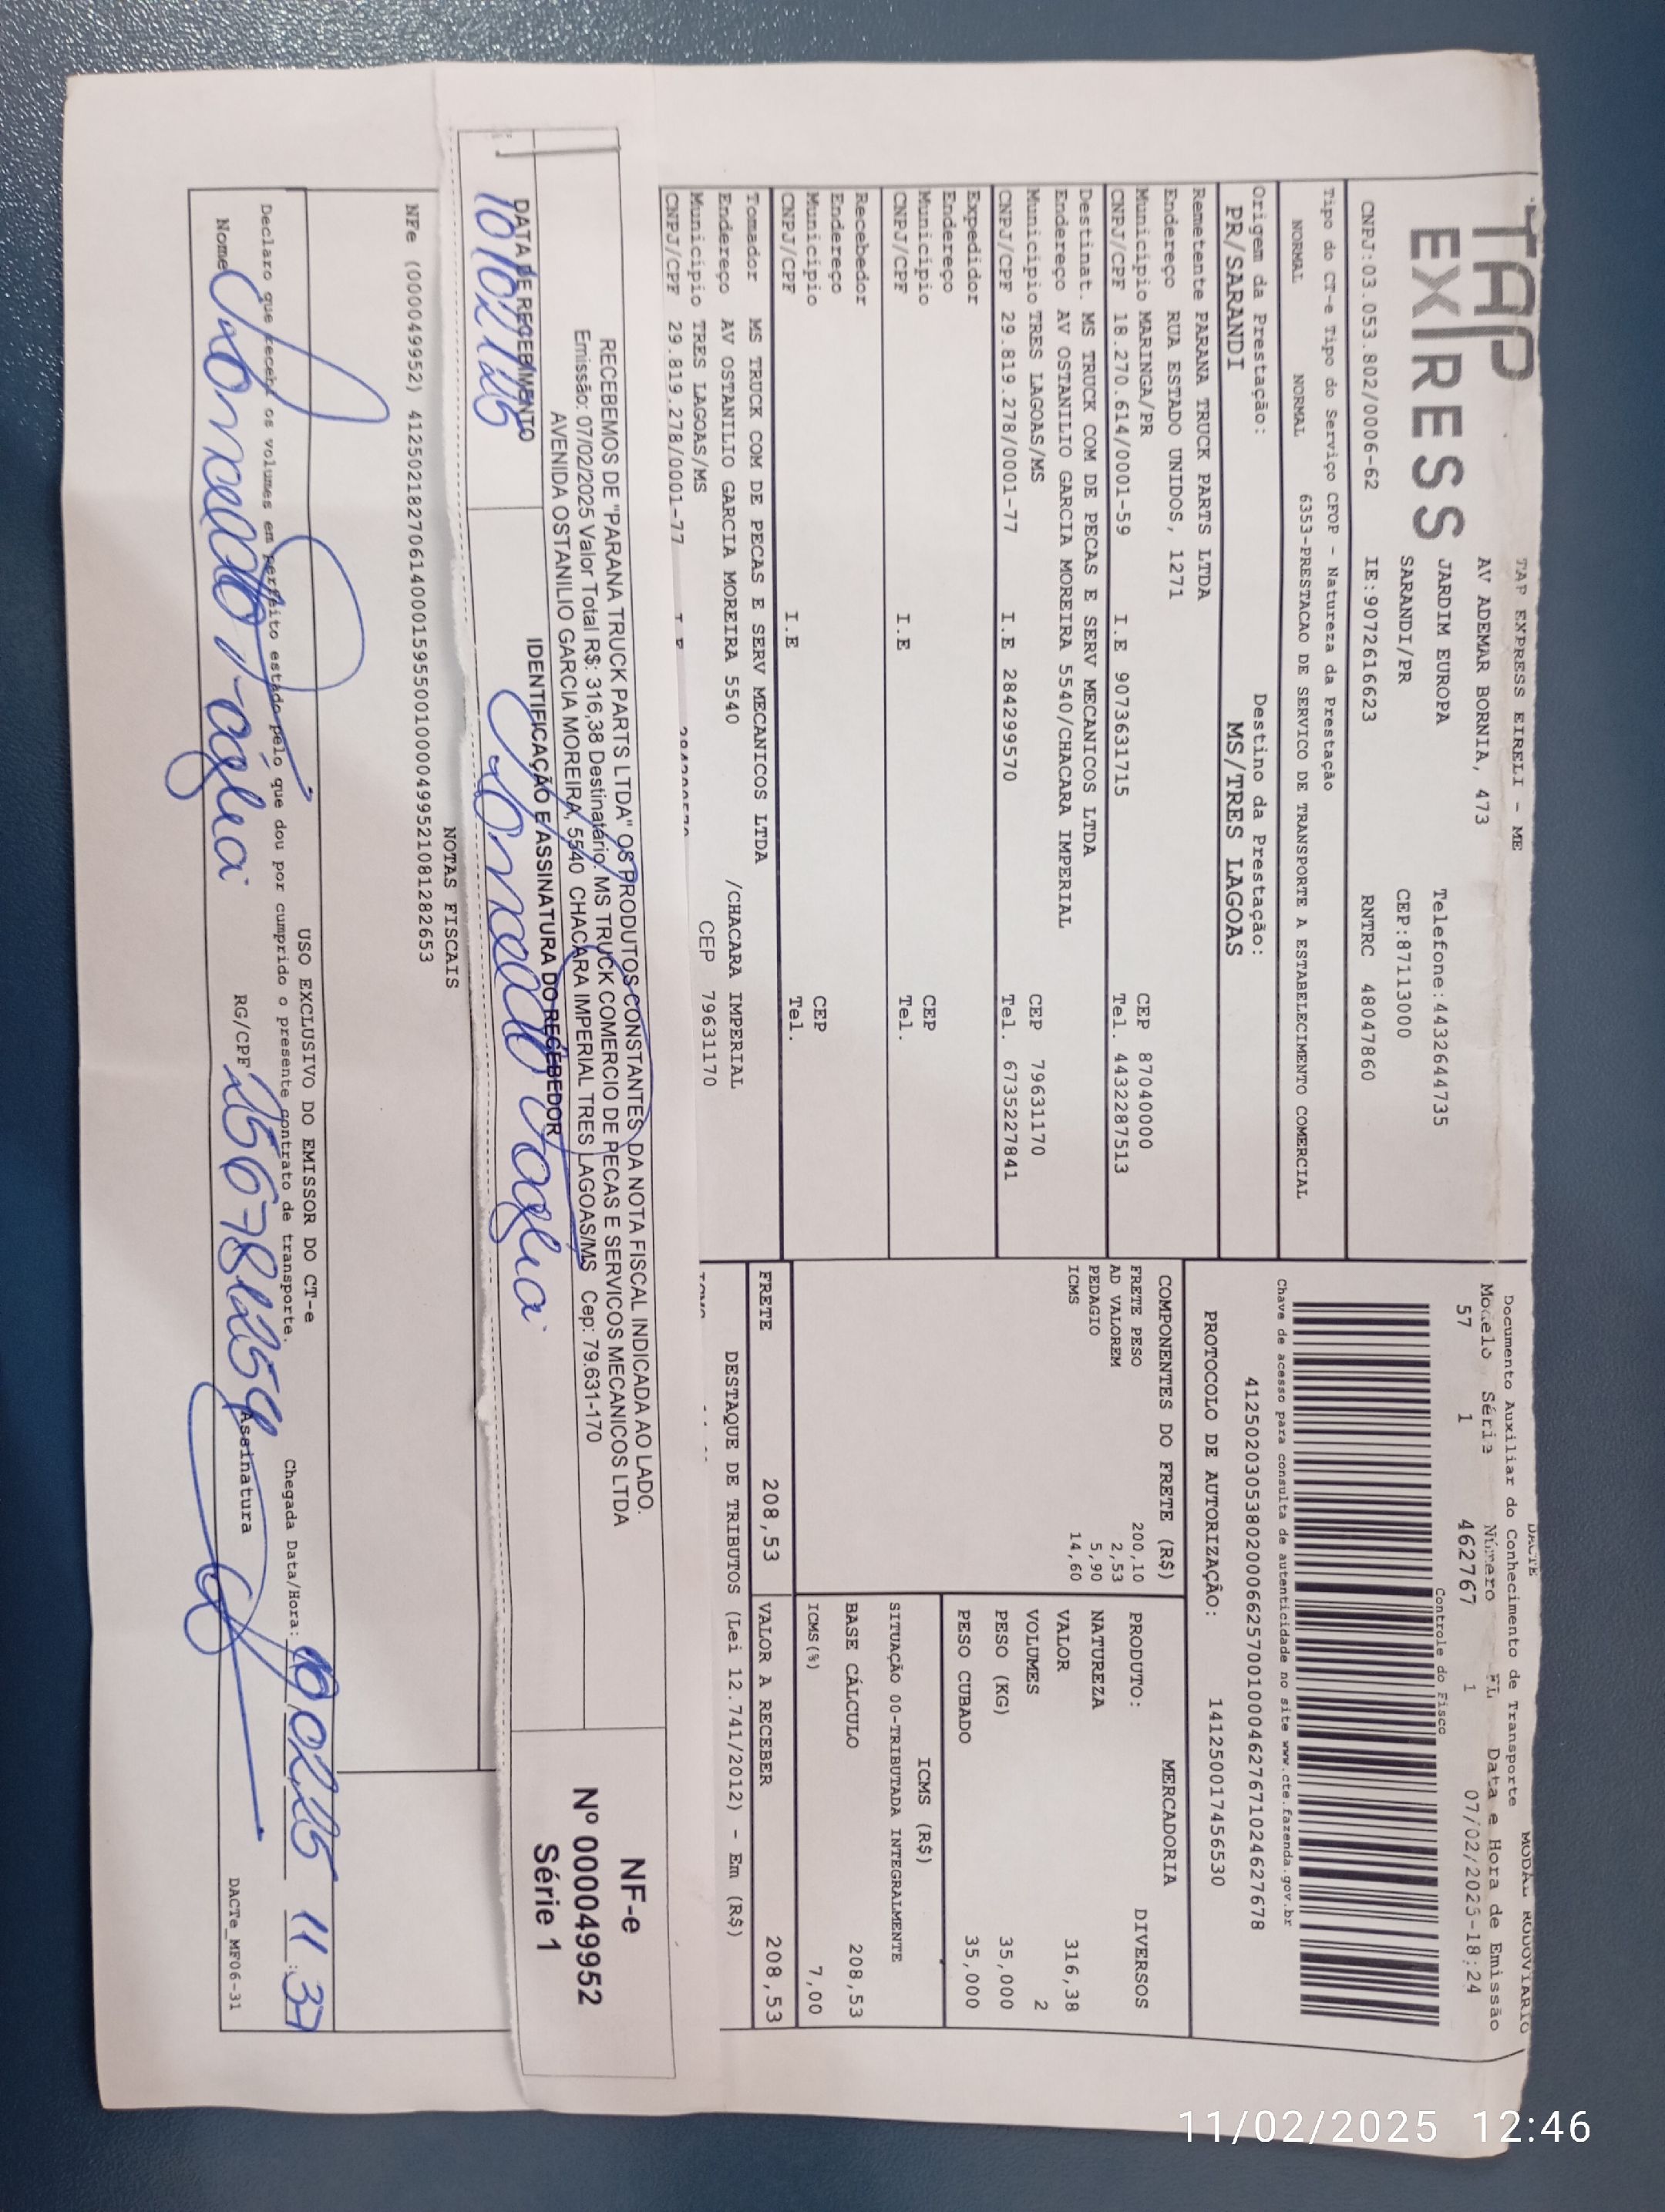 TAP EXPRESS
TAP EXPRESS EIRELI - ME
AV ADEMAR BORNIA, 473
JARDIM EUROPA Telefone:4432644735
SARANDI/PR CEP:87113000
CNPJ:03.053.802/0006-62 IE:9072616623 RNTRC 48047860
DACTE MODAL RODOVIARIO
Documento Auxiliar do Conhecimento de Transporte
Modelo Séria Número FL Data e Hora de Emissão
57 1 462767 1 07/02/2025-18:24
Controle do Fisco
Tipo do CT-e Tipo do Serviço CFOP - Natureza da Prestação
NORMAL NORMAL 6353-PRESTACAO DE SERVICO DE TRANSPORTE A ESTABELECIMENTO COMERCIAL
Chave de acesso para consulta de autenticidade no site www.cte.fazenda.gov.br
41250203053802000662570010004627671024627678
Origem da Prestação: Destino da Prestação:
PR/SARANDI MS/TRES LAGOAS
PROTOCOLO DE AUTORIZAÇÃO: 141250017456530
Remetente PARANA TRUCK PARTS LTDA
Endereço RUA ESTADO UNIDOS, 1271
Municipio MARINGA/PR CEP 87040000
CNPJ/CPF 18.270.614/0001-59 I.E 9073631715 Tel. 4432287513
Destinat. MS TRUCK COM DE PECAS E SERV MECANICOS LTDA
Endereço AV OSTANILIO GARCIA MOREIRA 5540/CHACARA IMPERIAL
Municipio TRES LAGOAS/MS CEP 79631170
CNPJ/CPF 29.819.278/0001-77 I.E 284299570 Tel. 6735227841
Expedidor
Endereço
Municipio CEP
CNPJ/CPF I.E Tel.
Recebedor
Endereço
Municipio CEP
CNPJ/CPF I.E Tel.
Tomador MS TRUCK COM DE PECAS E SERV MECANICOS LTDA
Endereço AV OSTANILIO GARCIA MOREIRA 5540 /CHACARA IMPERIAL
Municipio TRES LAGOAS/MS CEP 79631170
CNPJ/CPF 29.819.278/0001-77
COMPONENTES DO FRETE (R$)
FRETE PESO 200,10
AD VALOREM 2,53
PEDAGIO 5,90
ICMS 14,60
MERCADORIA
PRODUTO: DIVERSOS
NATUREZA
VALOR 316,38
VOLUMES 2
PESO (KG) 35,000
PESO CUBADO 35,000
ICMS (R$)
SITUAÇÃO 00-TRIBUTADA INTEGRALMENTE
BASE CÁLCULO 208,53
ICMS(%) 7,00
FRETE 208,53 VALOR A RECEBER 208,53
DESTAQUE DE TRIBUTOS (Lei 12.741/2012) - Em (R$)
RECEBEMOS DE "PARANA TRUCK PARTS LTDA" OS PRODUTOS CONSTANTES DA NOTA FISCAL INDICADA AO LADO.
Emissão: 07/02/2025 Valor Total R$: 316,38 Destinatário: MS TRUCK COMERCIO DE PECAS E SERVICOS MECANICOS LTDA
AVENIDA OSTANILIO GARCIA MOREIRA, 5540 CHACARA IMPERIAL TRES LAGOAS/MS Cep: 79.631-170
DATA DE RECEBIMENTO IDENTIFICAÇÃO E ASSINATURA DO RECEBEDOR
10/02/25
NF-e
Nº 000049952
Série 1
NOTAS FISCAIS
NFe (000049952) 41250218270614000159550010000499521081282653
USO EXCLUSIVO DO EMISSOR DO CT-e
Declaro que recebi os volumes em perfeito estado pelo que dou por cumprido o presente contrato de transporte. Chegada Data/Hora: 10/02/25 11:37
Nome RG/CPF Assinatura DACTe_MF06-31
11/02/2025 12:46